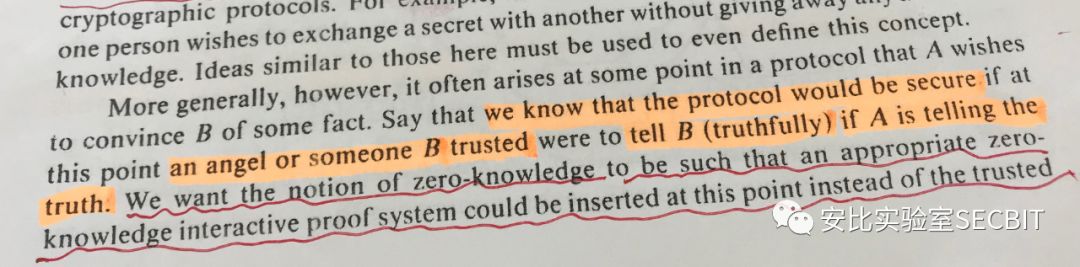 cryptographic protocols. For example,
one person wishes to exchange a secret with another without giving away any
knowledge. Ideas similar to those here must be used to even define this concept.
More generally, however, it often arises at some point in a protocol that A wishes
to convince B of some fact. Say that we know that the protocol would be secure if at
this point an angel or someone B trusted were to tell B (truthfully) if A is telling the
truth. We want the notion of zero-knowledge to be such that an appropriate zero-
knowledge interactive proof system could be inserted at this point instead of the trusted
安比实验室SECBIT